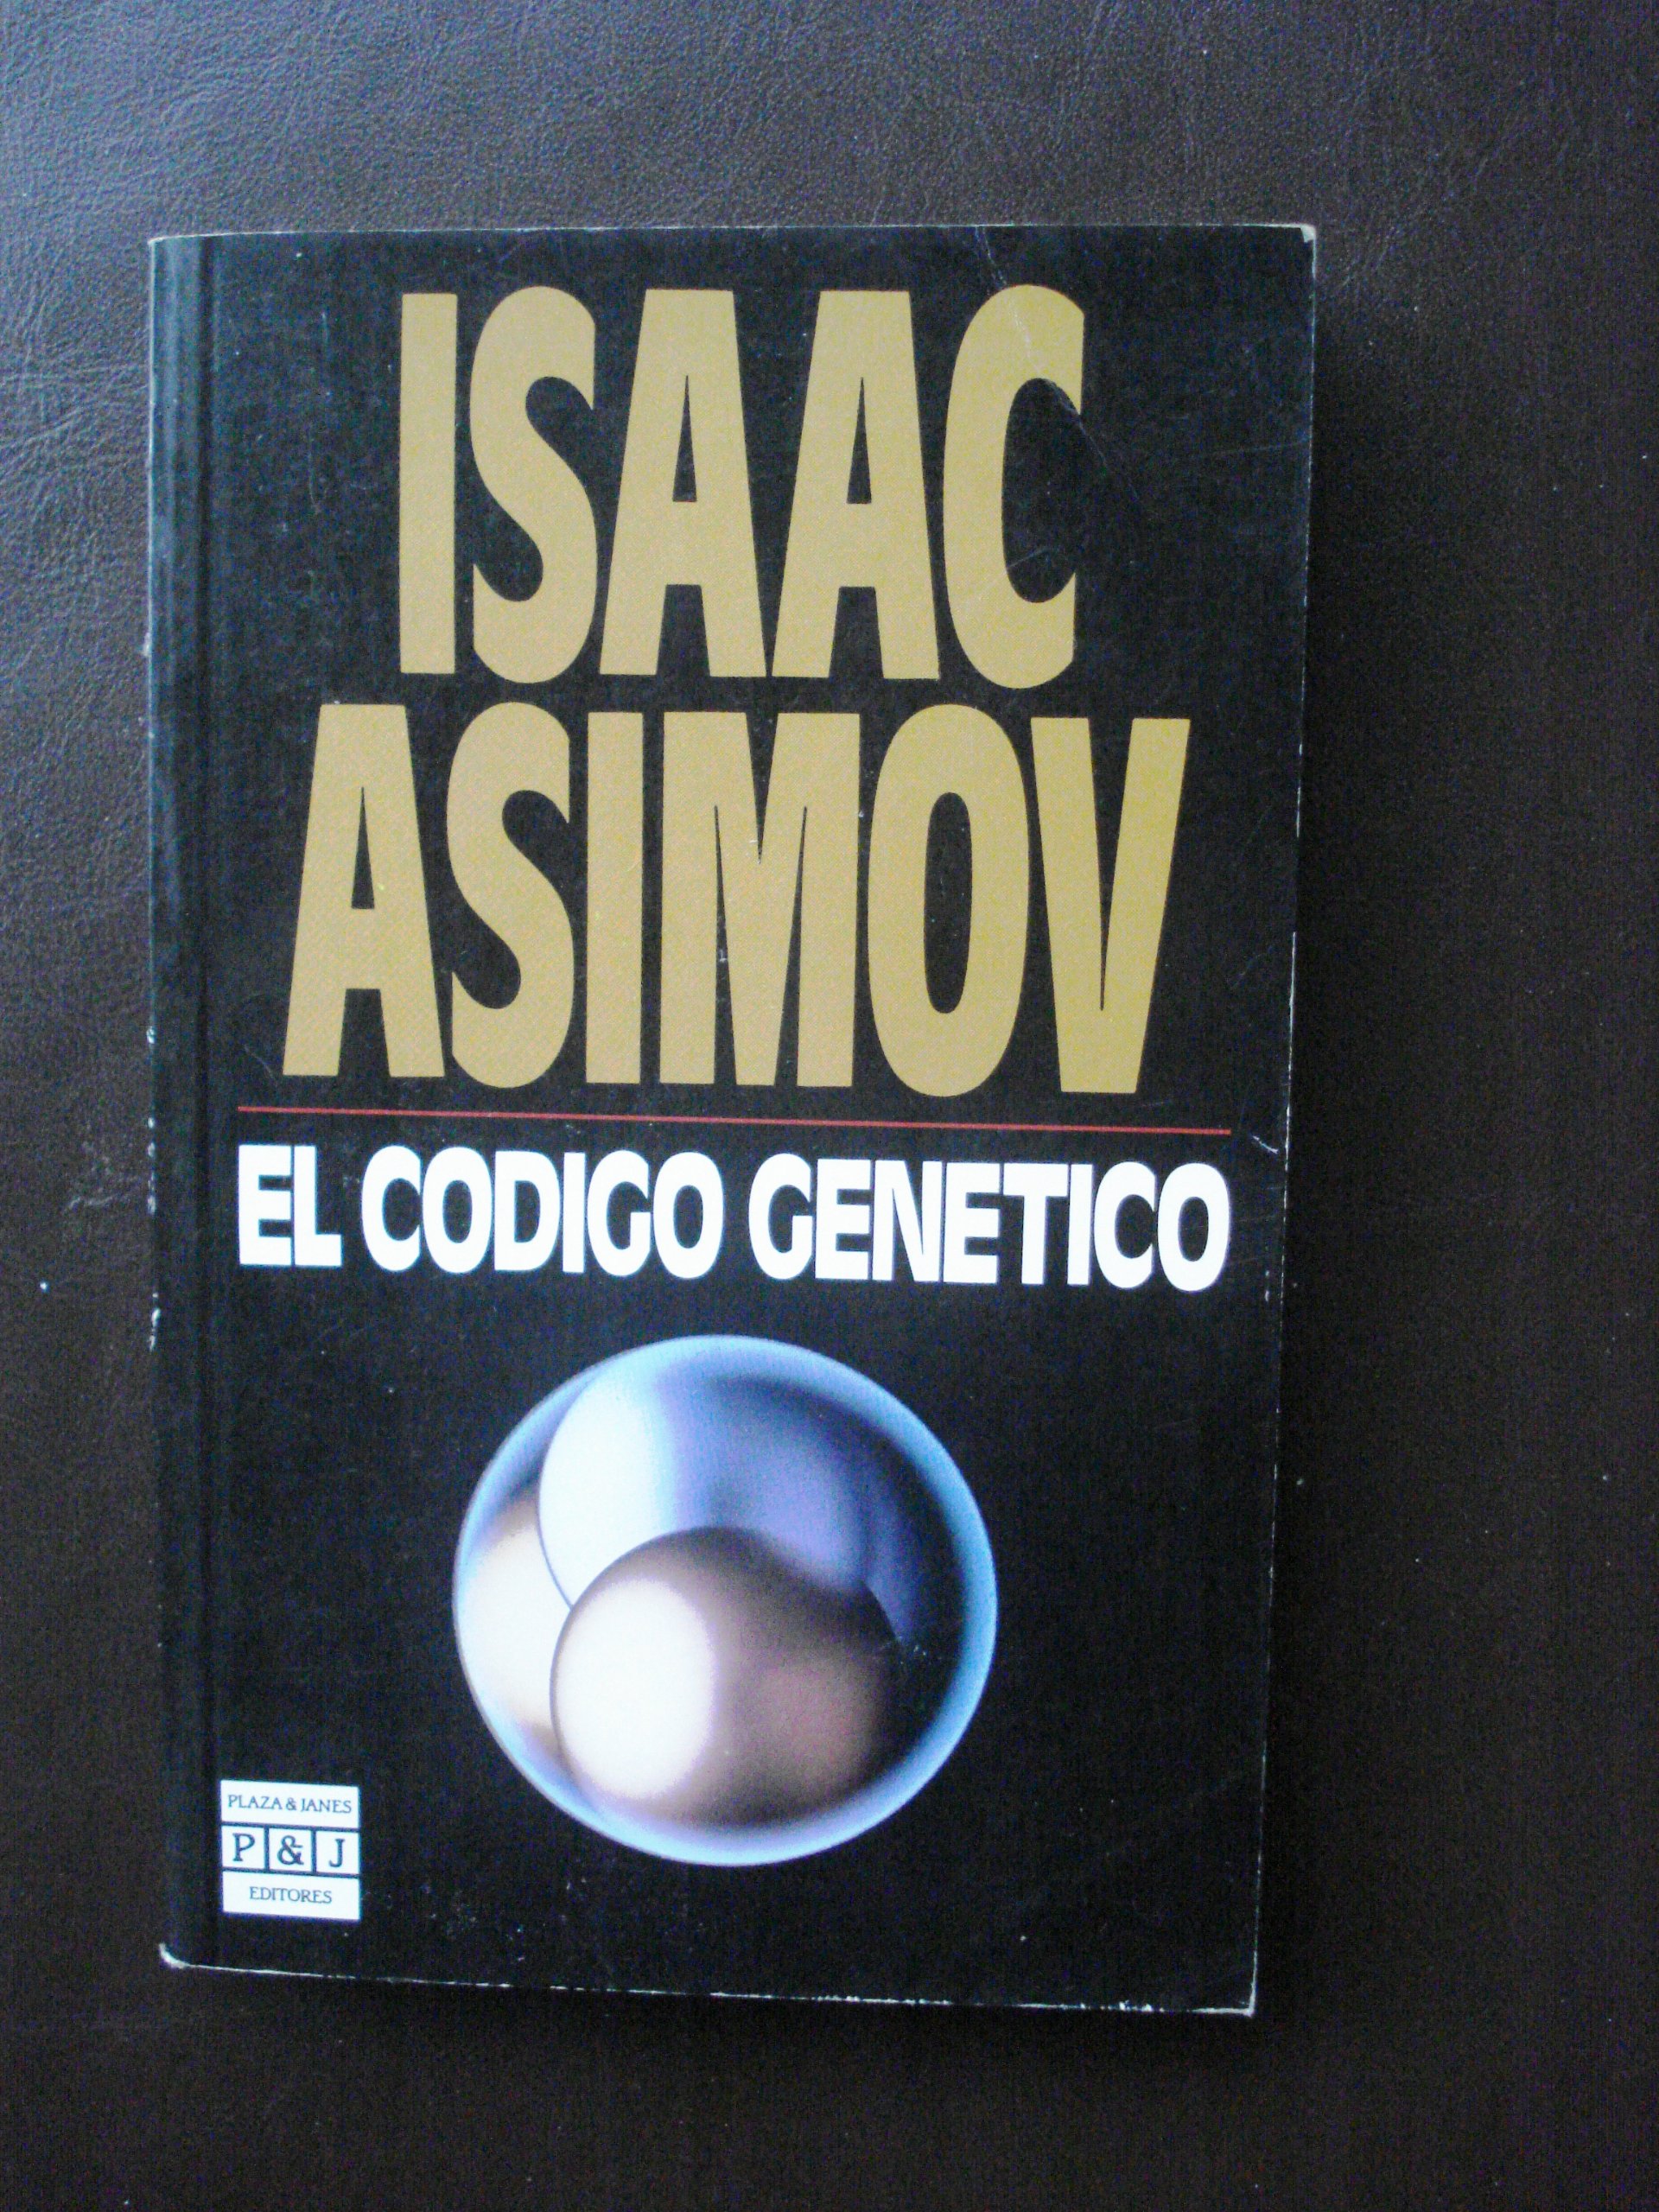 ISAAC
ASIMOV
EL CODIGO GENETICO
PLAZA & JANES
P & J
EDITORES